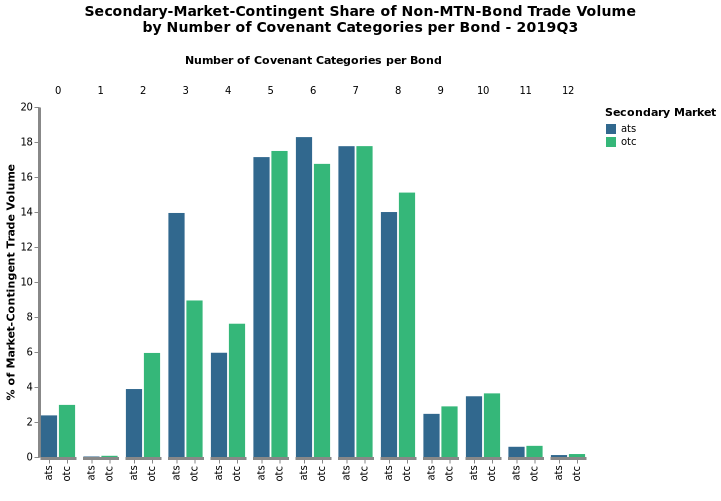 Secondary-Market-Contingent Share of Non-MTN-Bond Trade Volume
by Number of Covenant Categories per Bond - 2019Q3
Number of Covenant Categories per Bond
0 1 2 3 4 5 6 7 8 9 10 11 12
% of Market-Contingent Trade Volume
20
18
16
14
12
10
8
6
4
2
0
ats otc ats otc ats otc ats otc ats otc ats otc ats otc ats otc ats otc ats otc ats otc ats otc ats otc
Secondary Market
ats
otc